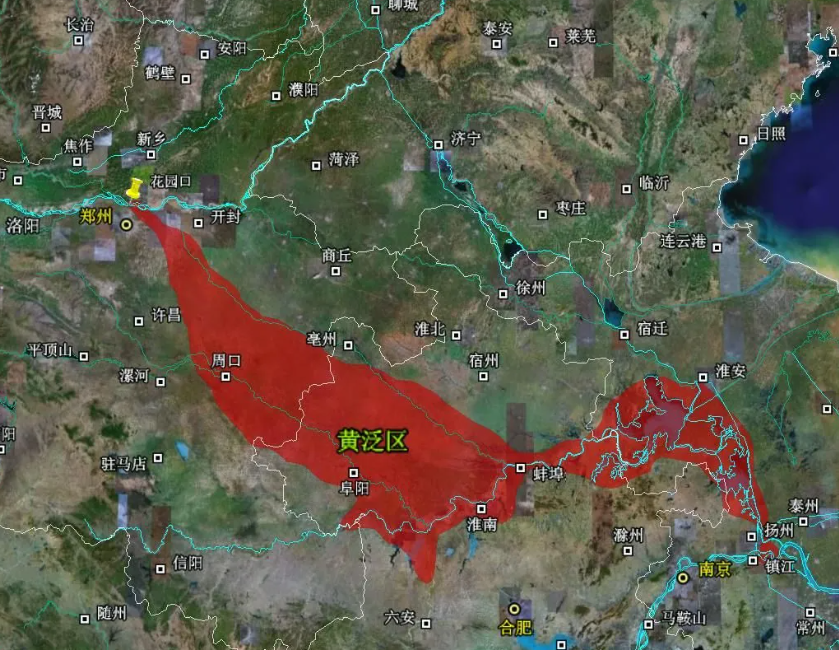 聊城
长治
安阳
泰安
莱芜
鹤壁
濮阳
晋城
新乡
焦作
济宁
日照
菏泽
花园口
临沂
枣庄
洛阳
郑州
开封
连云港
商丘
徐州
许昌
亳州
淮北
宿迁
平顶山
周口
宿州
漯河
淮安
阳
黄泛区
驻马店
蚌埠
阜阳
淮南
泰州
滁州
扬州
信阳
南京
镇江
随州
六安
合肥
马鞍山
常州